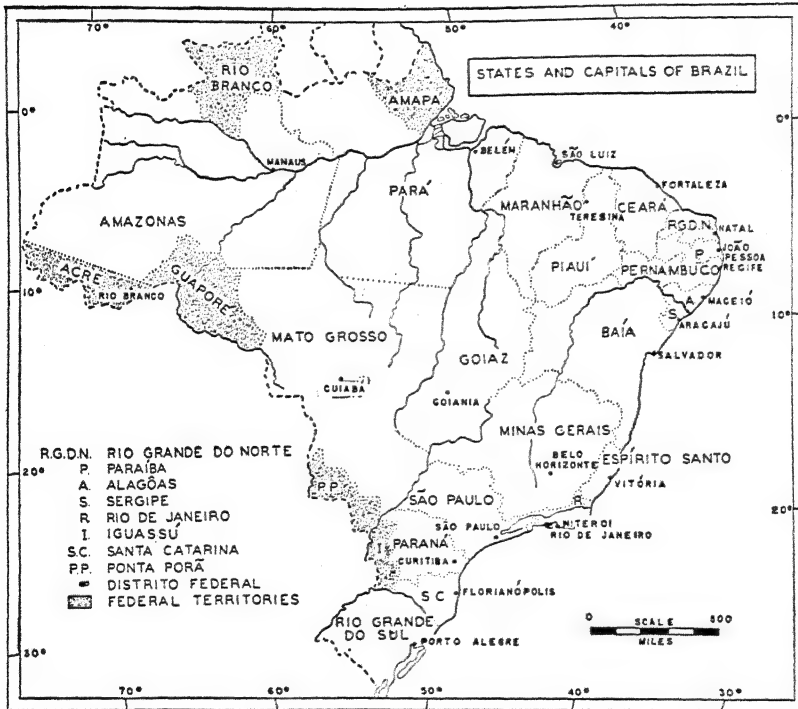 70° 60° 50° 40°
STATES AND CAPITALS OF BRAZIL
RIO
BRANCO
AMAPA
0° 0°
MANAUS
BELÉM
SÃO LUIZ
FORTALEZA
PARÁ
MARANHÃO
TERESINA
CEARÁ
AMAZONAS
R.G.D.N.
NATAL
JOÃO
PESSOA
P.
RECIFE
PIAUÍ
PERNAMBUCO
ACRE
GUAPORÉ
RIO BRANCO
10° 10°
A.
MACEIÓ
S.
ARACAJÚ
MATO GROSSO
BAÍA
GOIAZ
SALVADOR
CUIABÁ
GOIANIA
MINAS GERAIS
BELO
HORIZONTE
ESPÍRITO SANTO
VITÓRIA
20° 20°
P.P.
SÃO PAULO
R.
SÃO PAULO
NITEROI
RIO DE JANEIRO
I.
PARANÁ
CURITIBA
S C
FLORIANÓPOLIS
RIO GRANDE
DO SUL
PORTO ALEGRE
R.G.D.N. RIO GRANDE DO NORTE
P. PARAÍBA
A. ALAGÔAS
S. SERGIPE
R RIO DE JANEIRO
I. IGUASSÚ
S.C. SANTA CATARINA
P.P. PONTA PORÃ
DISTRITO FEDERAL
FEDERAL TERRITORIES
0 SCALE 500
MILES
30°
70° 60° 50° 40°